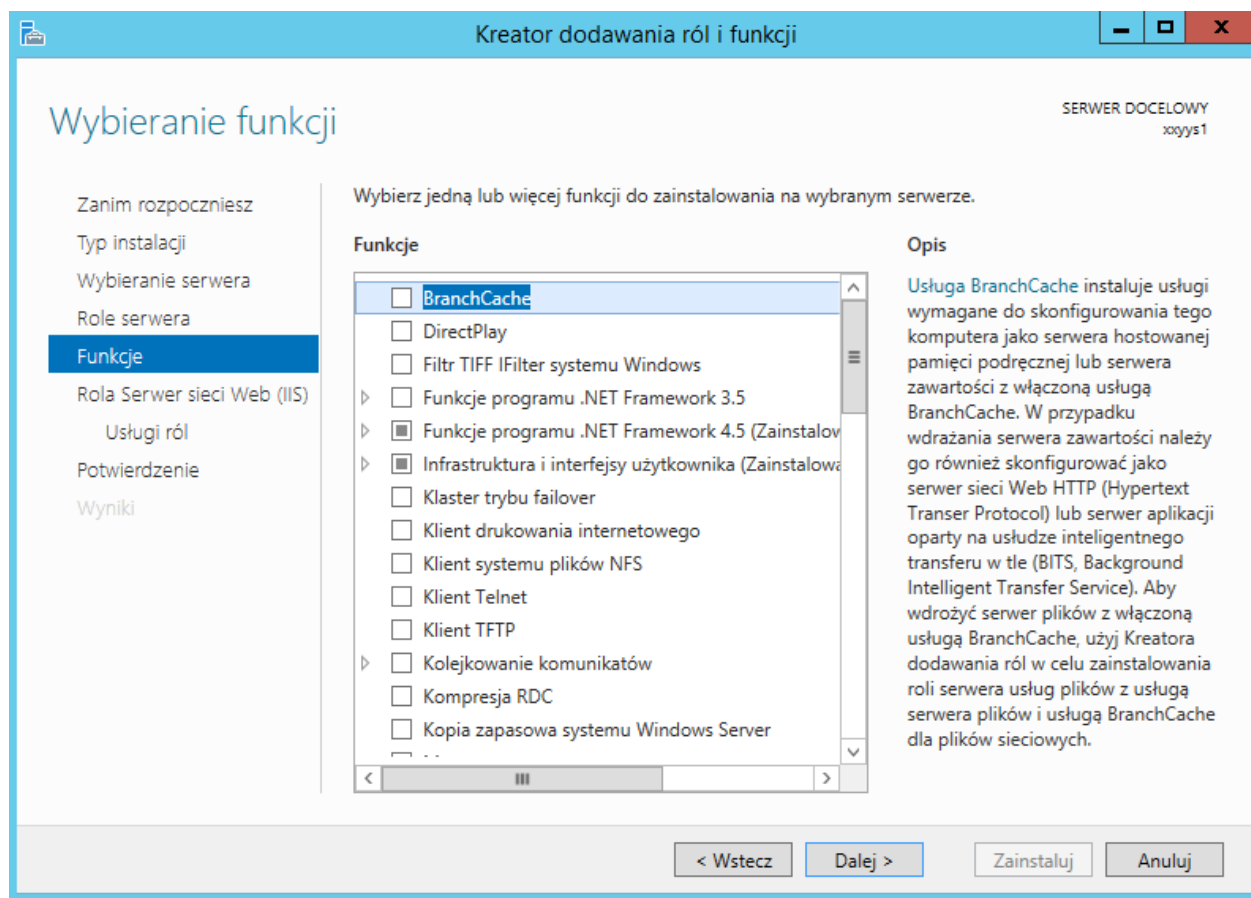 Kreator dodawania ról i funkcji
Wybieranie funkcji
SERWER DOCELOWY
xxyys1
Zanim rozpoczniesz
Typ instalacji
Wybieranie serwera
Role serwera
Funkcje
Rola Serwer sieci Web (IIS)
Usługi ról
Potwierdzenie
Wyniki
Wybierz jedną lub więcej funkcji do zainstalowania na wybranym serwerze.
Funkcje
BranchCache
DirectPlay
Filtr TIFF IFilter systemu Windows
Funkcje programu .NET Framework 3.5
Funkcje programu .NET Framework 4.5 (Zainstalow
Infrastruktura i interfejsy użytkownika (Zainstalowa
Klaster trybu failover
Klient drukowania internetowego
Klient systemu plików NFS
Klient Telnet
Klient TFTP
Kolejkowanie komunikatów
Kompresja RDC
Kopia zapasowa systemu Windows Server
Opis
Usługa BranchCache instaluje usługi
wymagane do skonfigurowania tego
komputera jako serwera hostowanej
pamięci podręcznej lub serwera
zawartości z włączoną usługą
BranchCache. W przypadku
wdrażania serwera zawartości należy
go również skonfigurować jako
serwer sieci Web HTTP (Hypertext
Transer Protocol) lub serwer aplikacji
oparty na usłudze inteligentnego
transferu w tle (BITS, Background
Intelligent Transfer Service). Aby
wdrożyć serwer plików z włączoną
usługą BranchCache, użyj Kreatora
dodawania ról w celu zainstalowania
roli serwera usług plików z usługą
serwera plików i usługą BranchCache
dla plików sieciowych.
< Wstecz
Dalej >
Zainstaluj
Anuluj